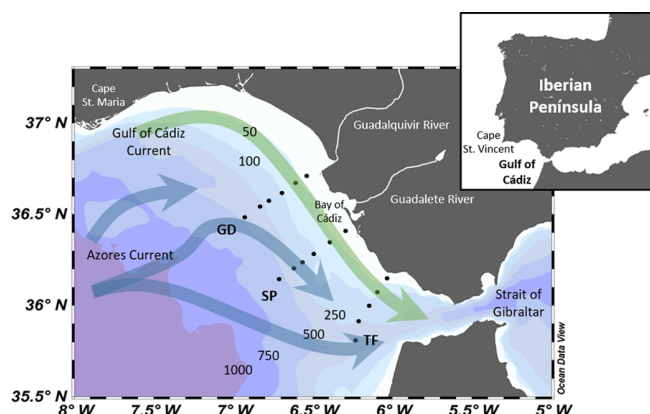 Iberian
Península
Cape
St. Vincent
Gulf of
Cádiz
Cape
St. Maria
37° N
Gulf of Cádiz
Current
50
100
Guadalquivir River
Bay of
Cádiz
Guadalete River
36.5° N
GD
Azores Current
SP
36° N
250
500
TF
750
1000
Strait of
Gibraltar
35.5° N
8° W
7.5° W
7° W
6.5° W
6° W
5.5° W
5° W
Ocean Data View